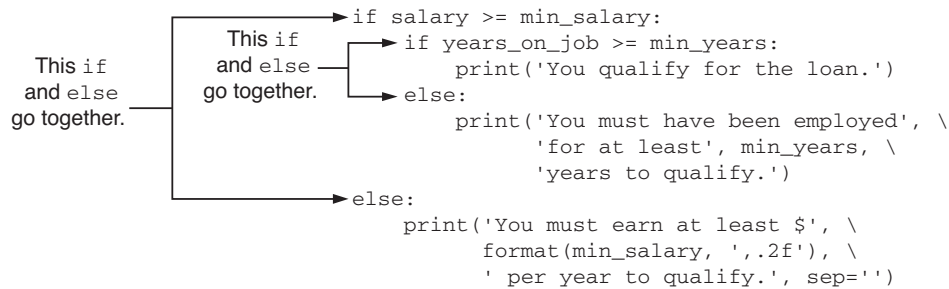 This if
and else
go together.
This if
and else
go together.
if salary >= min_salary:
if years_on_job >= min_years:
print('You qualify for the loan.')
else:
print('You must have been employed', \
'for at least', min_years, \
'years to qualify.')
else:
print('You must earn at least $', \
format(min_salary, ',.2f'), \
' per year to qualify.', sep='')